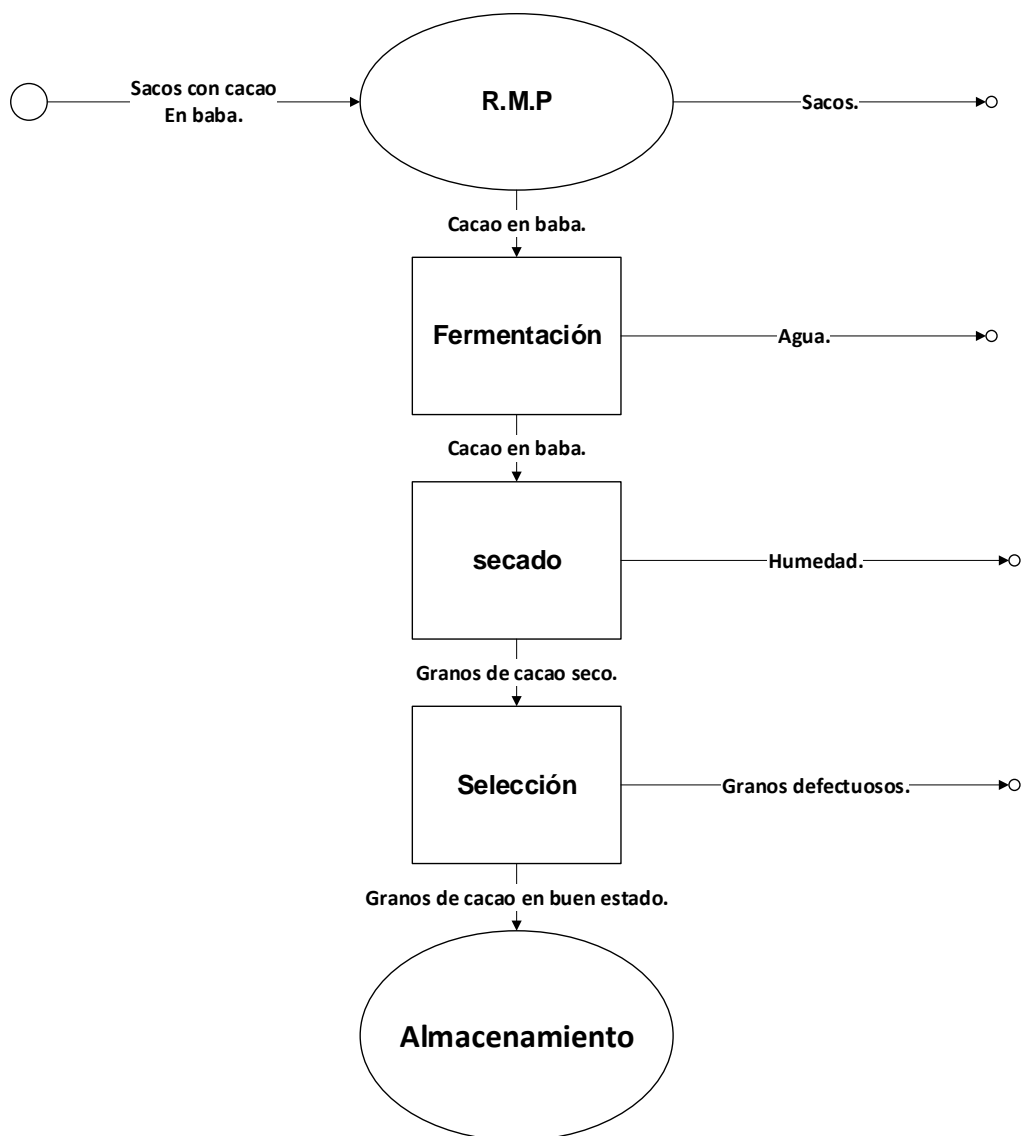 Sacos con cacao
En baba.
R.M.P
Sacos.
Cacao en baba.
Fermentación
Agua.
Cacao en baba.
secado
Humedad.
Granos de cacao seco.
Selección
Granos defectuosos.
Granos de cacao en buen estado.
Almacenamiento